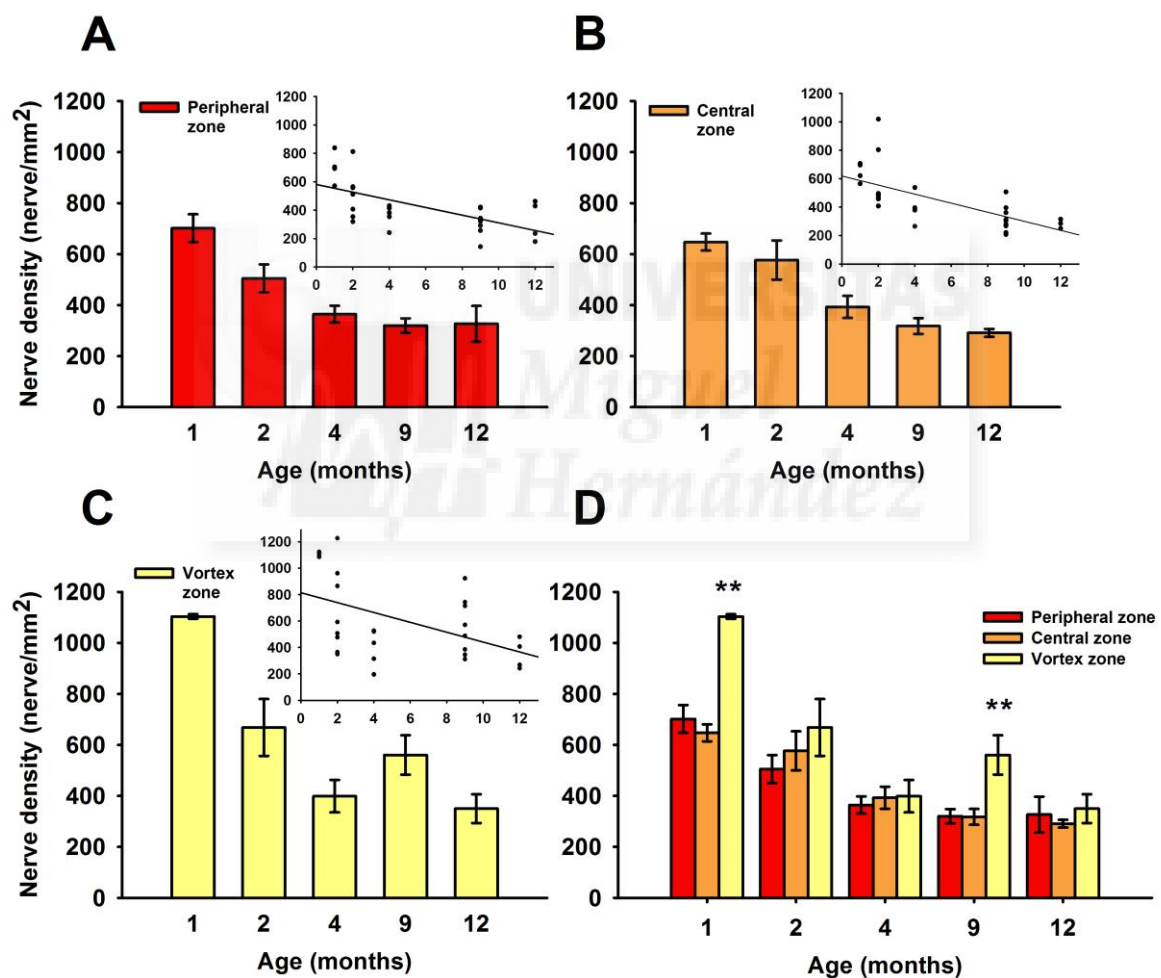 A
Nerve density (nerve/mm²)
1200
1000
800
600
400
200
0
Peripheral
zone
1200
1000
800
600
400
200
0
0 2 4 6 8 10 12
1 2 4 9 12
Age (months)
B
1200
1000
800
600
400
200
0
Central
zone
1200
1000
800
600
400
200
0
0 2 4 6 8 10 12
1 2 4 9 12
Age (months)
UNIVERSITAS
Miguel
Hernández
C
Nerve density (nerve/mm²)
1200
1000
800
600
400
200
0
Vortex
zone
1200
1000
800
600
400
200
0
0 2 4 6 8 10 12
1 2 4 9 12
Age (months)
D
1200
1000
800
600
400
200
0
**
**
Peripheral zone
Central zone
Vortex zone
1 2 4 9 12
Age (months)